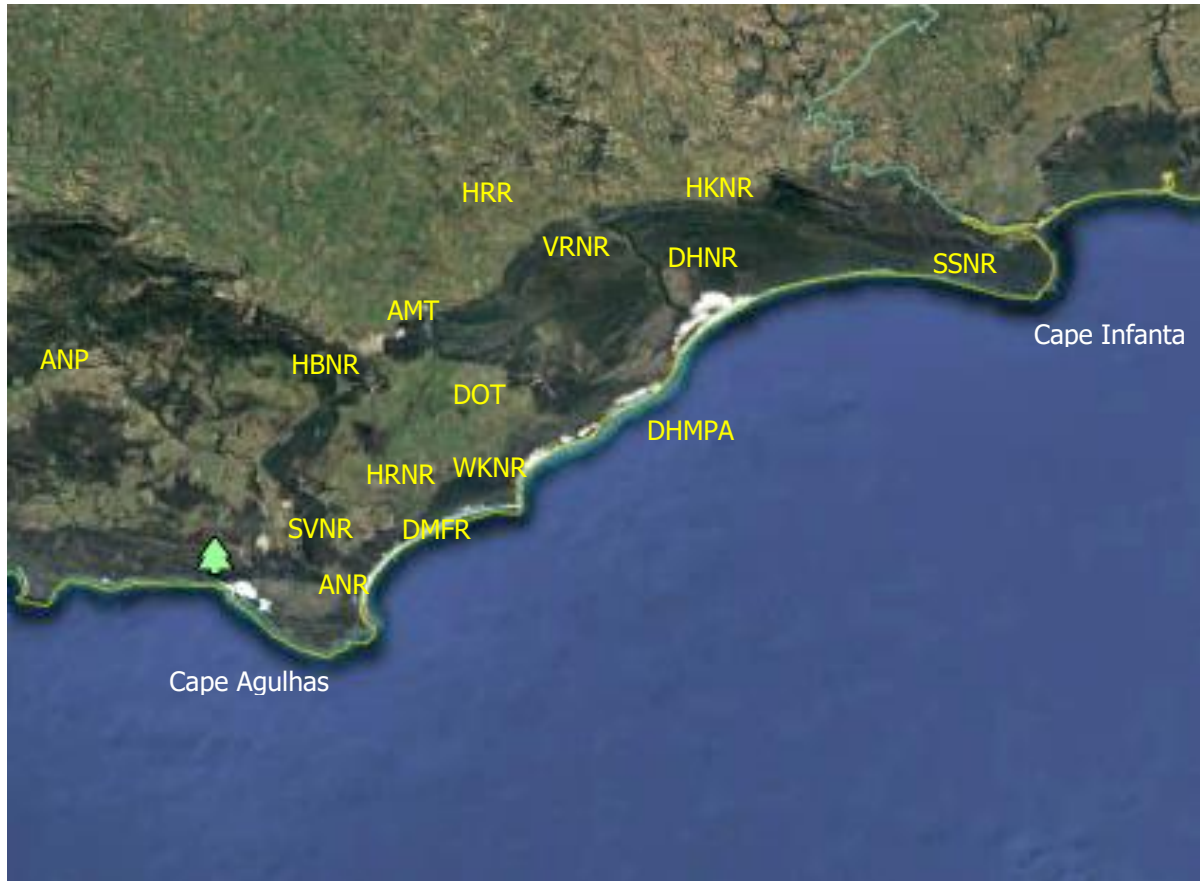 HRR
HKNR
VRNR
DHNR
SSNR
AMT
Cape Infanta
ANP
HBNR
DOT
DHMPA
HRNR
WKNR
SVNR
DMFR
ANR
Cape Agulhas